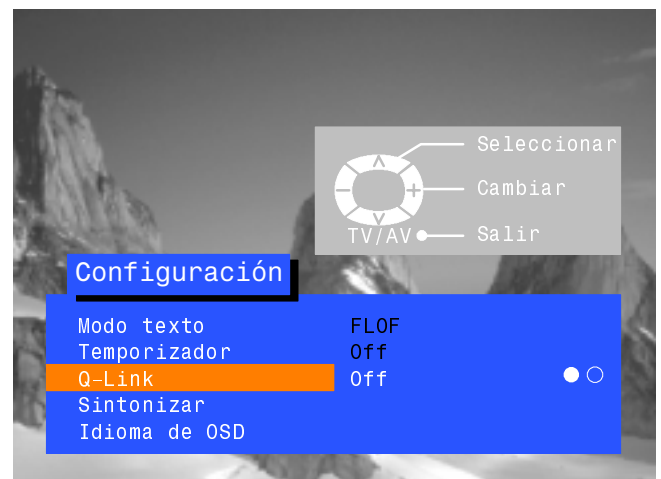 Seleccionar
Cambiar
TV/AV Salir
Configuración
Modo texto FLOF
Temporizador Off
Q-Link Off
Sintonizar
Idioma de OSD